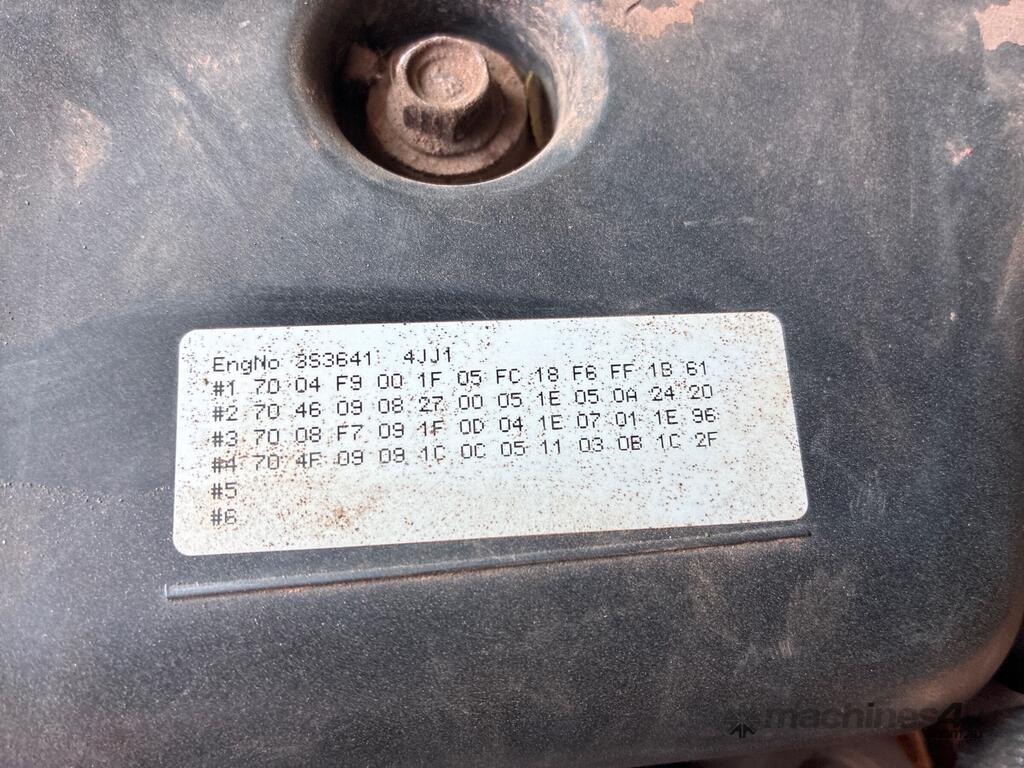 EngNo 3S3641 4JJ1
#1 70 04 F9 00 1F 05 FC 18 F6 FF 1B 61
#2 70 46 09 08 27 00 05 1E 05 0A 24 20
#3 70 08 F7 09 1F 0D 04 1E 07 01 1E 96
#4 70 4F 09 09 1C 0C 05 11 03 0B 1C 2F
#5
#6
machines4u
.com.au